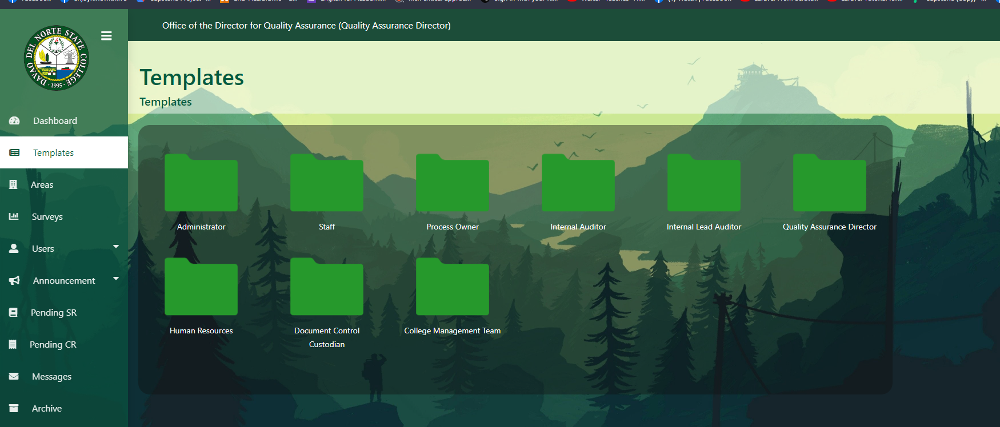 Office of the Director for Quality Assurance (Quality Assurance Director)
DAVAO DEL NORTE STATE COLLEGE
· 1995 ·
Templates
Templates
Dashboard
Templates
Areas
Surveys
Users
Announcement
Pending SR
Pending CR
Messages
Archive
Administrator
Staff
Process Owner
Internal Auditor
Internal Lead Auditor
Quality Assurance Director
Human Resources
Document Control
Custodian
College Management Team